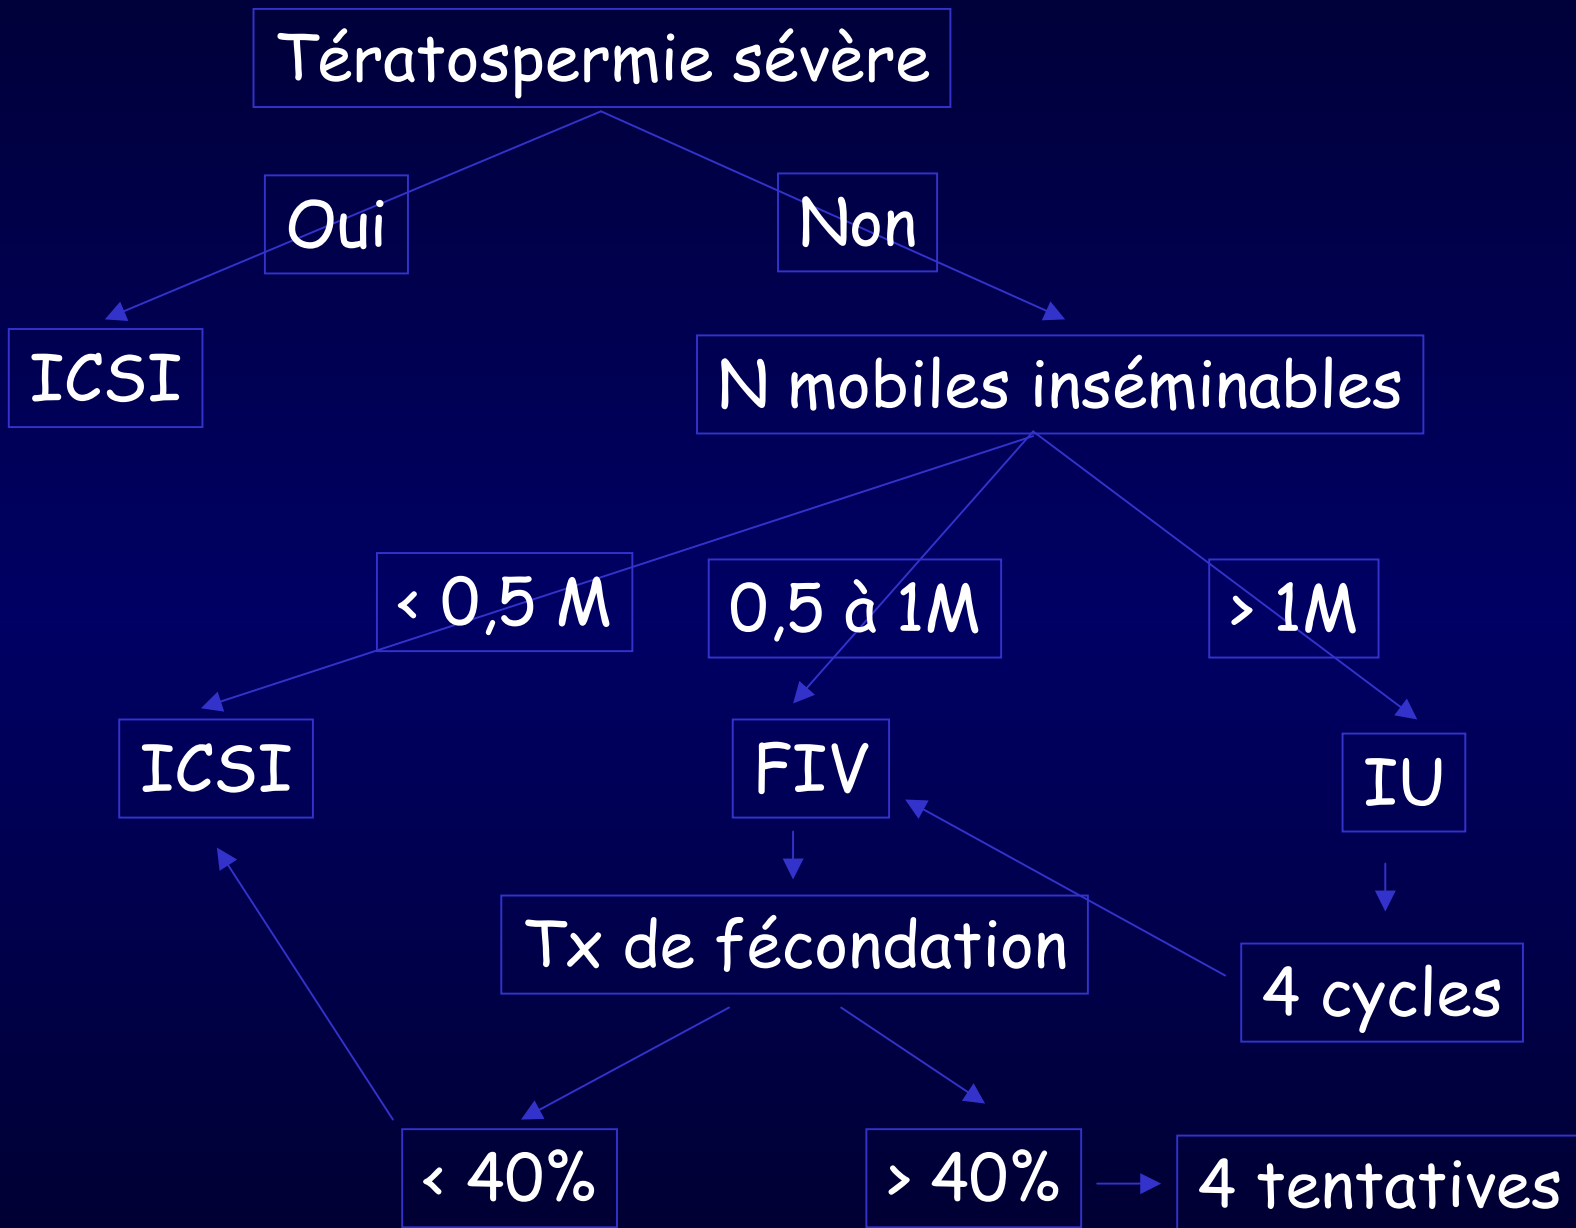 Tératospermie sévère
Oui
Non
ICSI
N mobiles inséminables
< 0,5 M
0,5 à 1M
> 1M
ICSI
FIV
IU
Tx de fécondation
4 cycles
< 40%
> 40%
4 tentatives